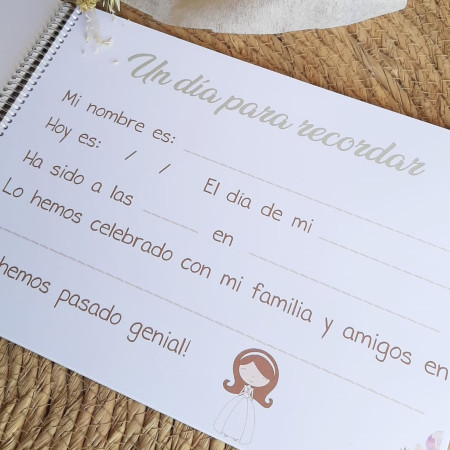 Un día para recordar
Mi nombre es:
Hoy es: / / El día de mi
Ha sido a las en
Lo hemos celebrado con mi familia y amigos en
hemos pasado genial!